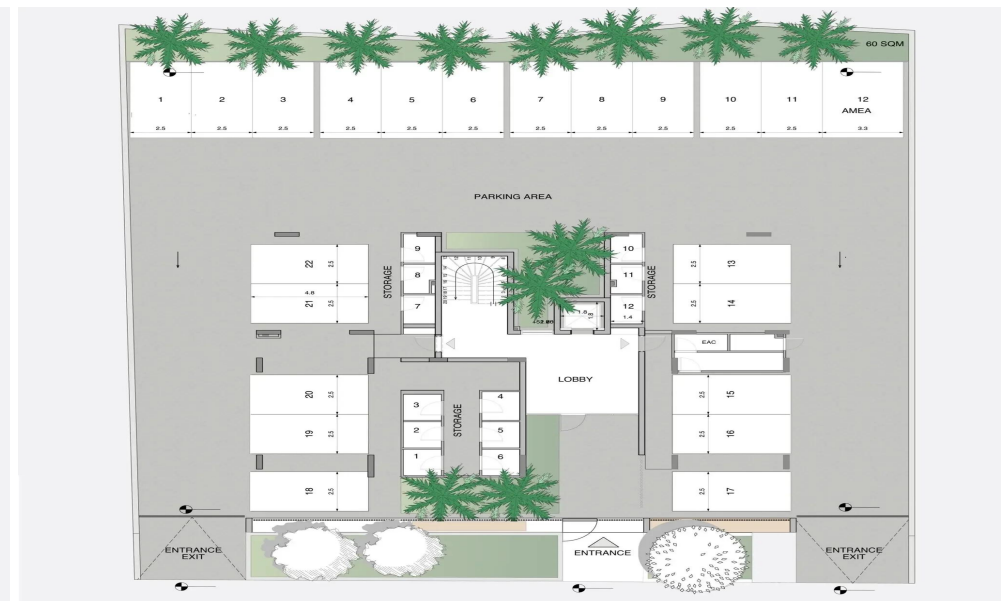 60 SQM
1 2 3 4 5 6 7 8 9 10 11 12
AMEA
2.5 2.5 2.5 2.5 2.5 2.5 2.5 2.5 2.5 2.5 2.5 3.3
PARKING AREA
9 10
22 2.5 STORAGE 8 11 STORAGE 2.5 13
4.8
21 2.5 7 12 2.5 14
1.8
1.8
1.4
EAC
LOBBY
20 2.5 3 4 2.5 15
STORAGE
19 2.5 2 5 2.5 16
1 6
18 2.5 2.5 17
ENTRANCE
EXIT
ENTRANCE
ENTRANCE
EXIT